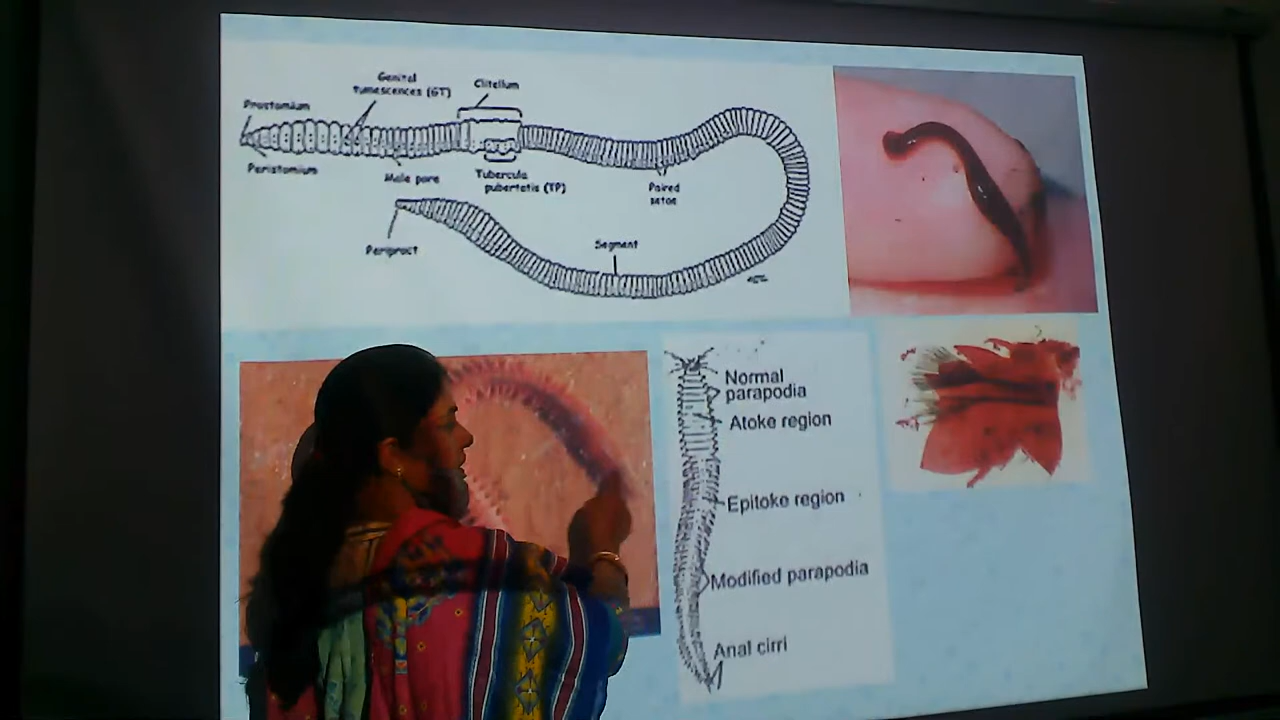 Genital
tumescences (GT)
Clitellum
Prostomium
Peristomium
Male pore
Tubercula
pubertatis (TP)
Paired
setae
Periproct
Segment
Normal
parapodia
Atoke region
Epitoke region
Modified parapodia
Anal cirri